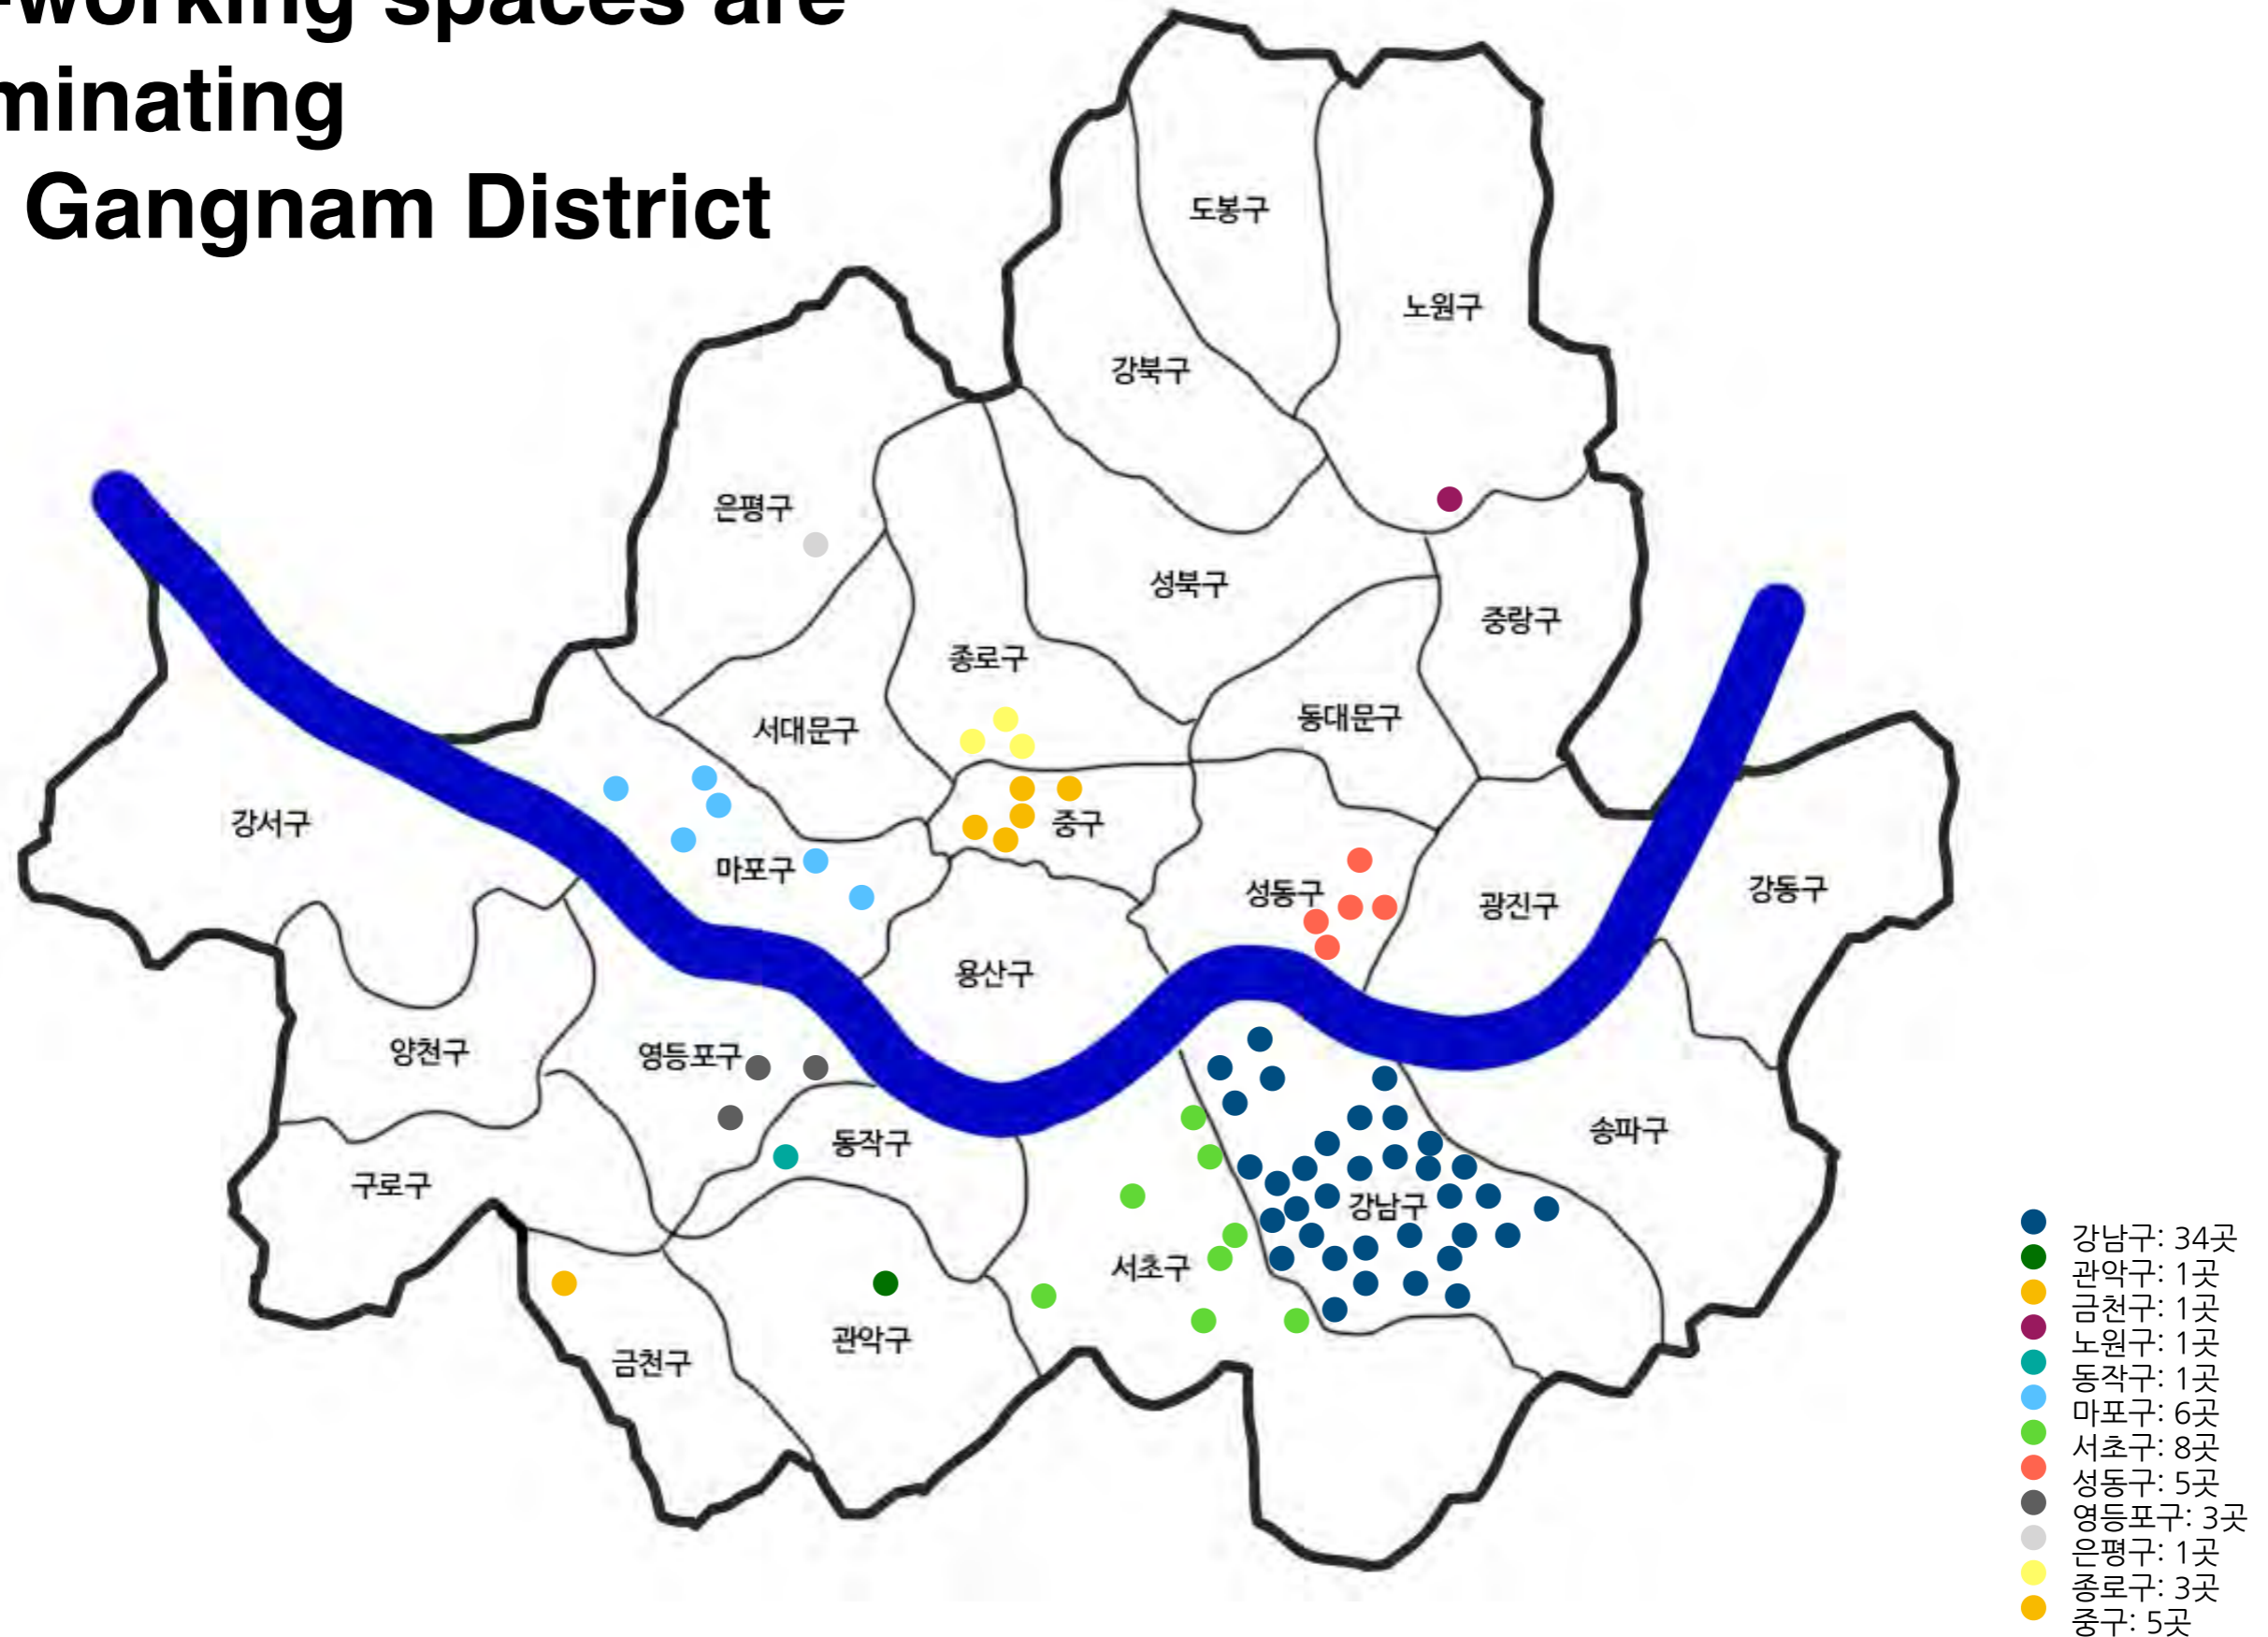 -working spaces are
minating
Gangnam District
도봉구
노원구
강북구
은평구
성북구
중랑구
종로구
서대문구
동대문구
강서구
중구
마포구
성동구
광진구
강동구
용산구
양천구
영등포구
동작구
송파구
구로구
강남구
서초구
관악구
금천구
강남구: 34곳
관악구: 1곳
금천구: 1곳
노원구: 1곳
동작구: 1곳
마포구: 6곳
서초구: 8곳
성동구: 5곳
영등포구: 3곳
은평구: 1곳
종로구: 3곳
중구: 5곳